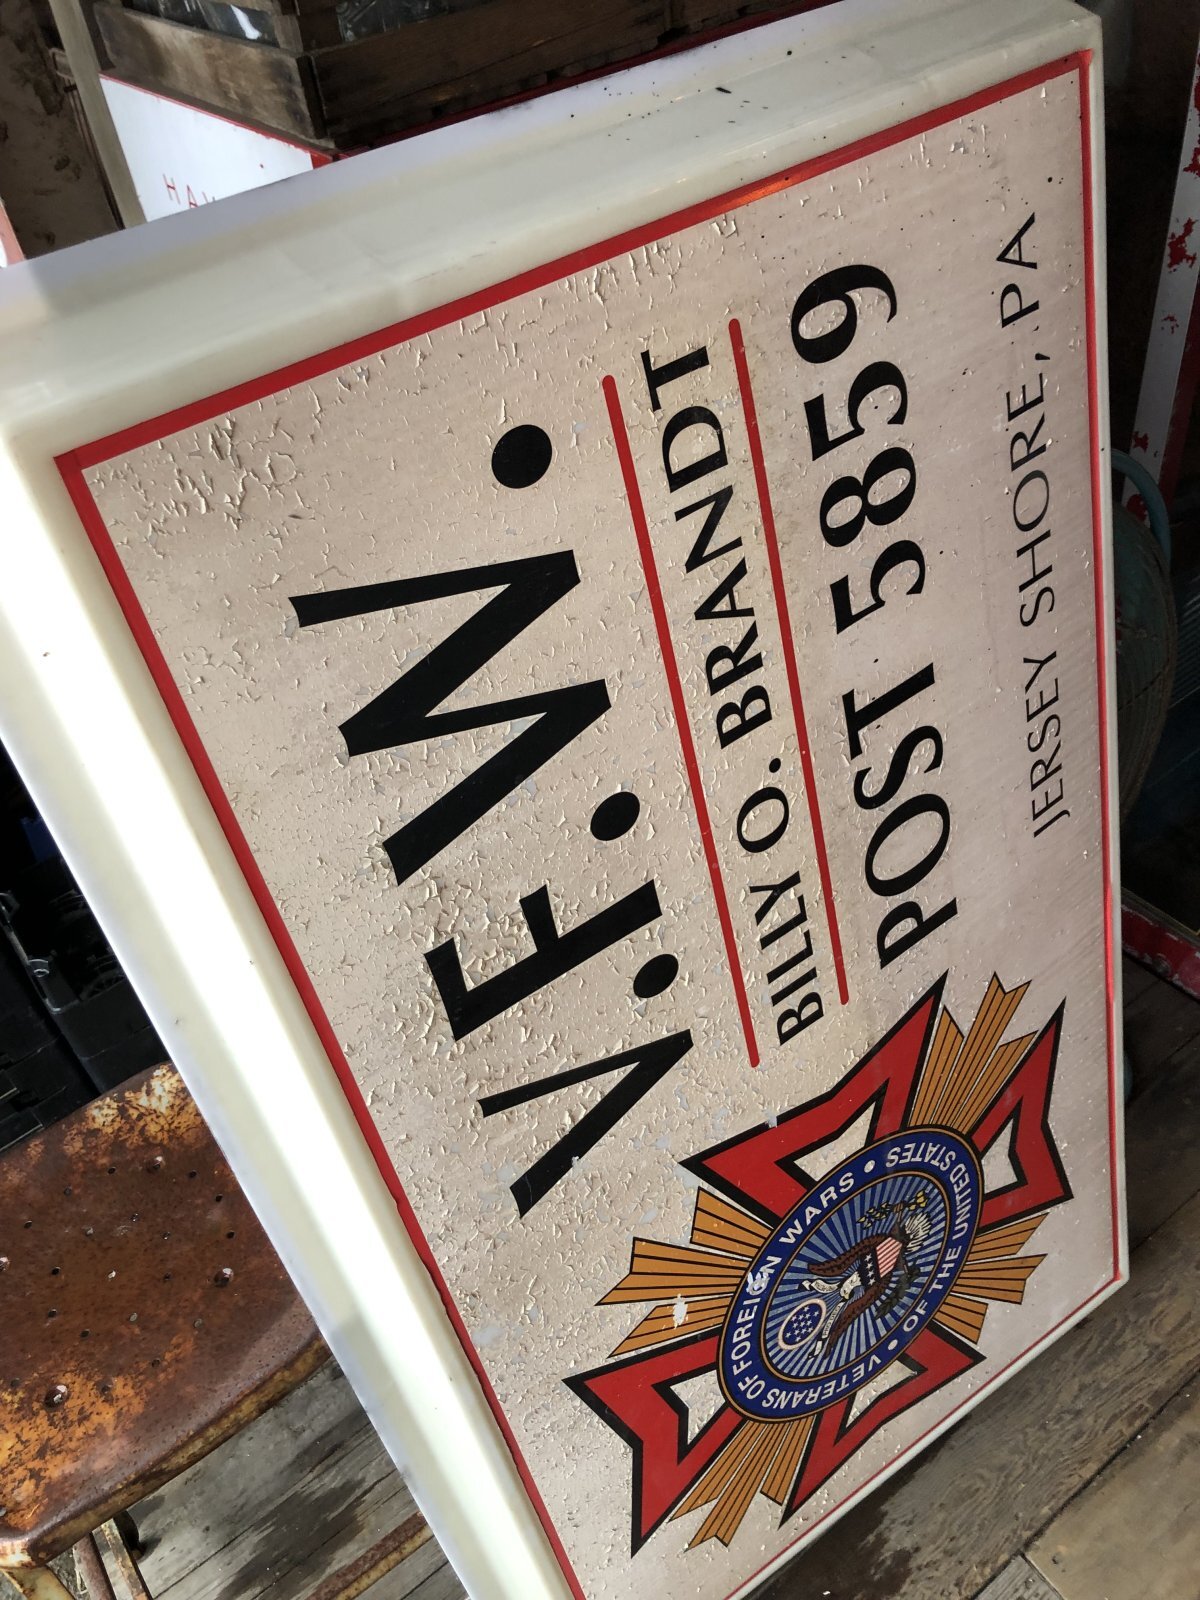 V.F.W.
BILLY O. BRANDT
POST 5859
JERSEY SHORE, PA.
VETERANS OF FOREIGN WARS • OF THE UNITED STATES •